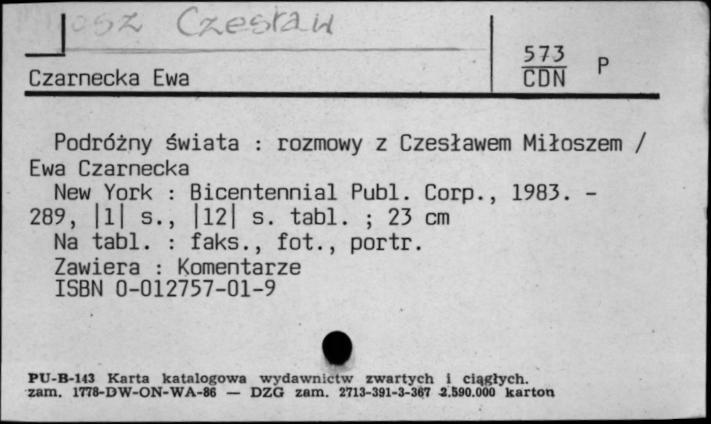 Miłosz Czesław
573
CDN P
Czarnecka Ewa
Podróżny świata : rozmowy z Czesławem Miłoszem /
Ewa Czarnecka
New York : Bicentennial Publ. Corp., 1983. -
289, |1| s., |12| s. tabl. ; 23 cm
Na tabl. : faks., fot., portr.
Zawiera : Komentarze
ISBN 0-012757-01-9
PU-B-143 Karta katalogowa wydawnictw zwartych i ciągłych.
zam. 1778-DW-ON-WA-86 — DZG zam. 2713-391-3-367 2.590.000 karton